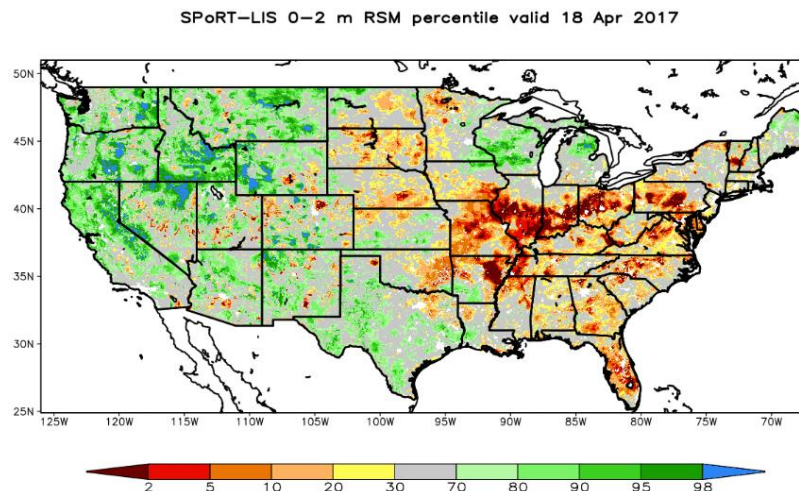 SPoRT-LIS 0-2 m RSM percentile valid 18 Apr 2017
50N
45N
40N
35N
30N
25N
125W 120W 115W 110W 105W 100W 95W 90W 85W 80W 75W 70W
2 5 10 20 30 70 80 90 95 98